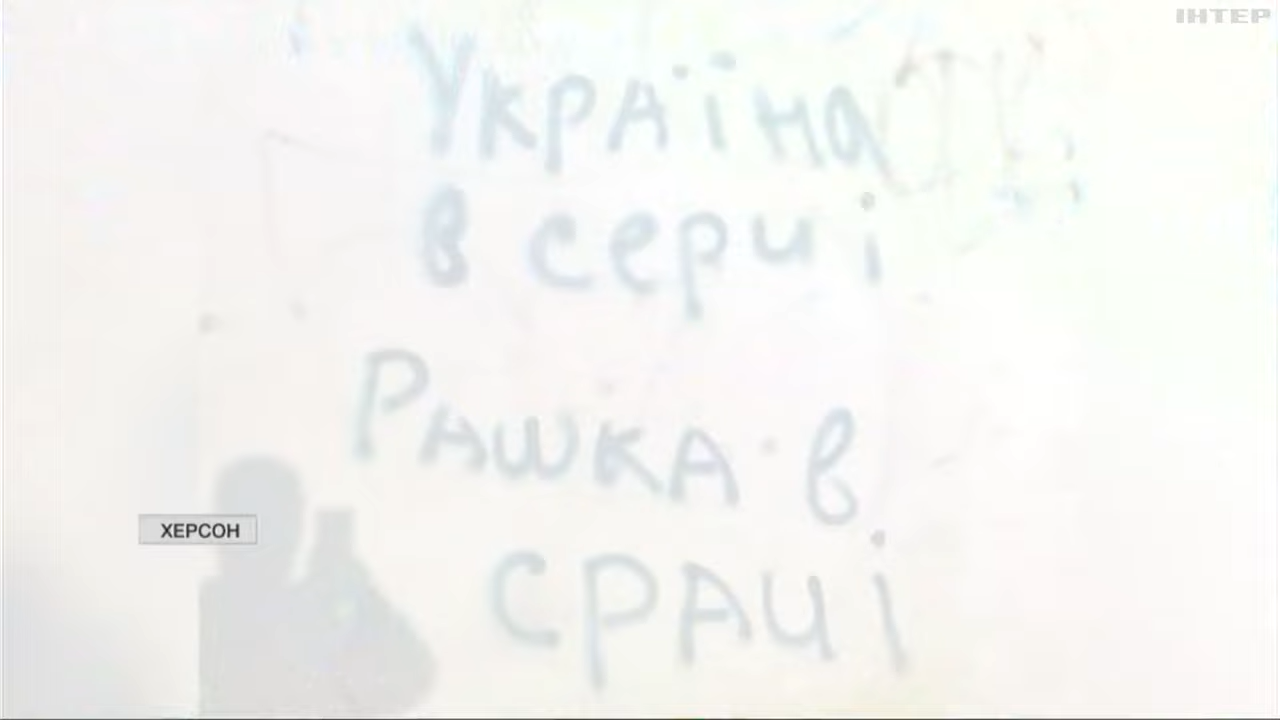 ІНТЕР
Україна
в серці
Рашка в
ХЕРСОН
сраці